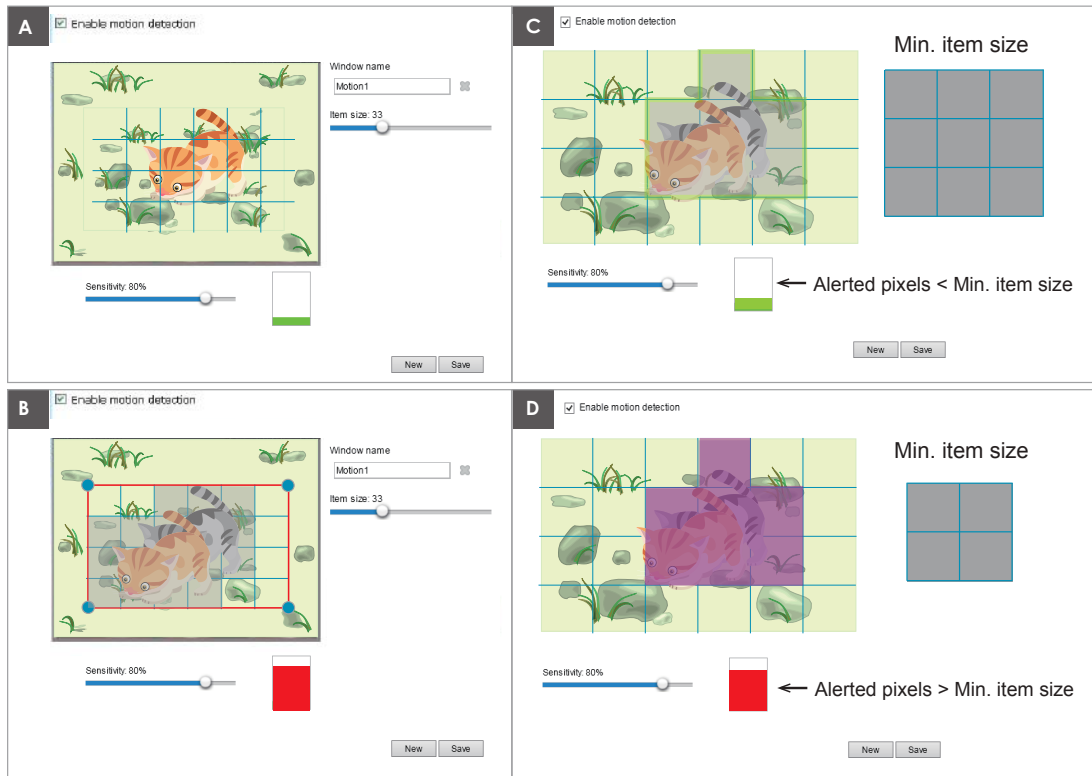 A
Enable motion detection
Window name
Motion1
Item size: 33
Sensitivity: 80%
New Save
B
Enable motion detection
Window name
Motion1
Item size: 33
Sensitivity: 80%
New Save
C
Enable motion detection
Min. item size
Sensitivity: 80%
Alerted pixels < Min. item size
New Save
D
Enable motion detection
Min. item size
Sensitivity: 80%
Alerted pixels > Min. item size
New Save